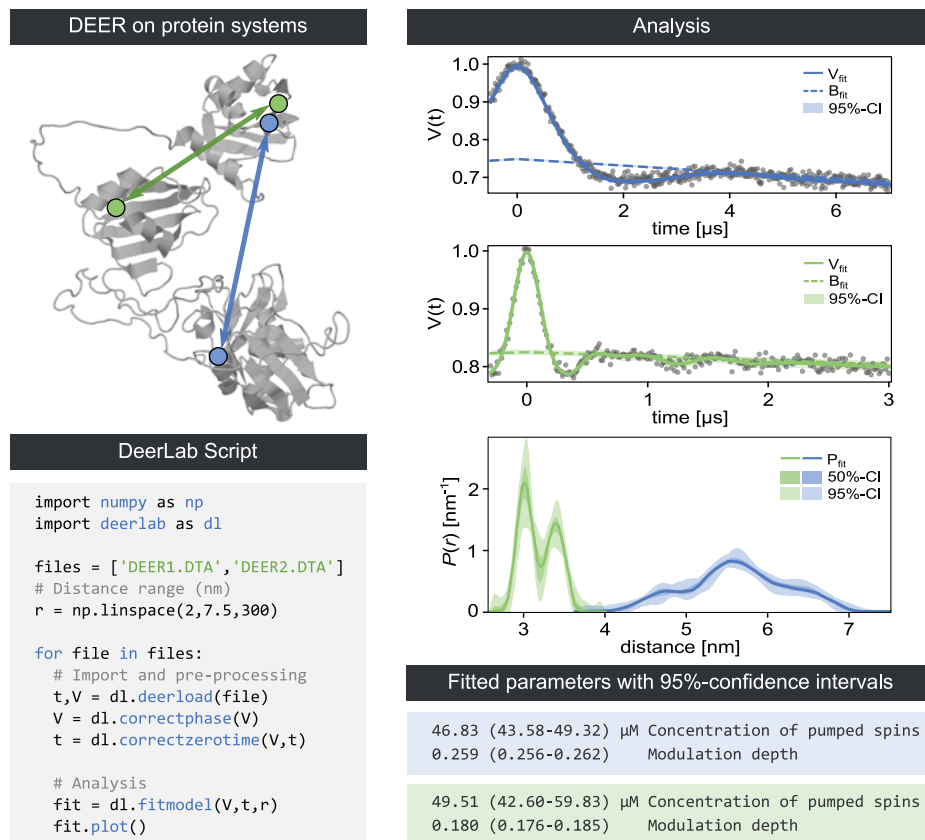 DEER on protein systems
DeerLab Script
import numpy as np
import deerlab as dl
files = ['DEER1.DTA','DEER2.DTA']
# Distance range (nm)
r = np.linspace(2,7.5,300)
for file in files:
# Import and pre-processing
t,V = dl.deerload(file)
V = dl.correctphase(V)
t = dl.correctzerotime(V,t)
# Analysis
fit = dl.fitmodel(V,t,r)
fit.plot()
Analysis
1.0
0.9
0.8
0.7
V(t)
V_fit
B_fit
95%-CI
0 2 4 6
time [µs]
1.0
0.9
0.8
V(t)
V_fit
B_fit
95%-CI
0 1 2 3
time [µs]
2
1
0
P(r) [nm⁻¹]
P_fit
50%-CI
95%-CI
3 4 5 6 7
distance [nm]
Fitted parameters with 95%-confidence intervals
46.83 (43.58-49.32) µM Concentration of pumped spins
0.259 (0.256-0.262) Modulation depth
49.51 (42.60-59.83) µM Concentration of pumped spins
0.180 (0.176-0.185) Modulation depth